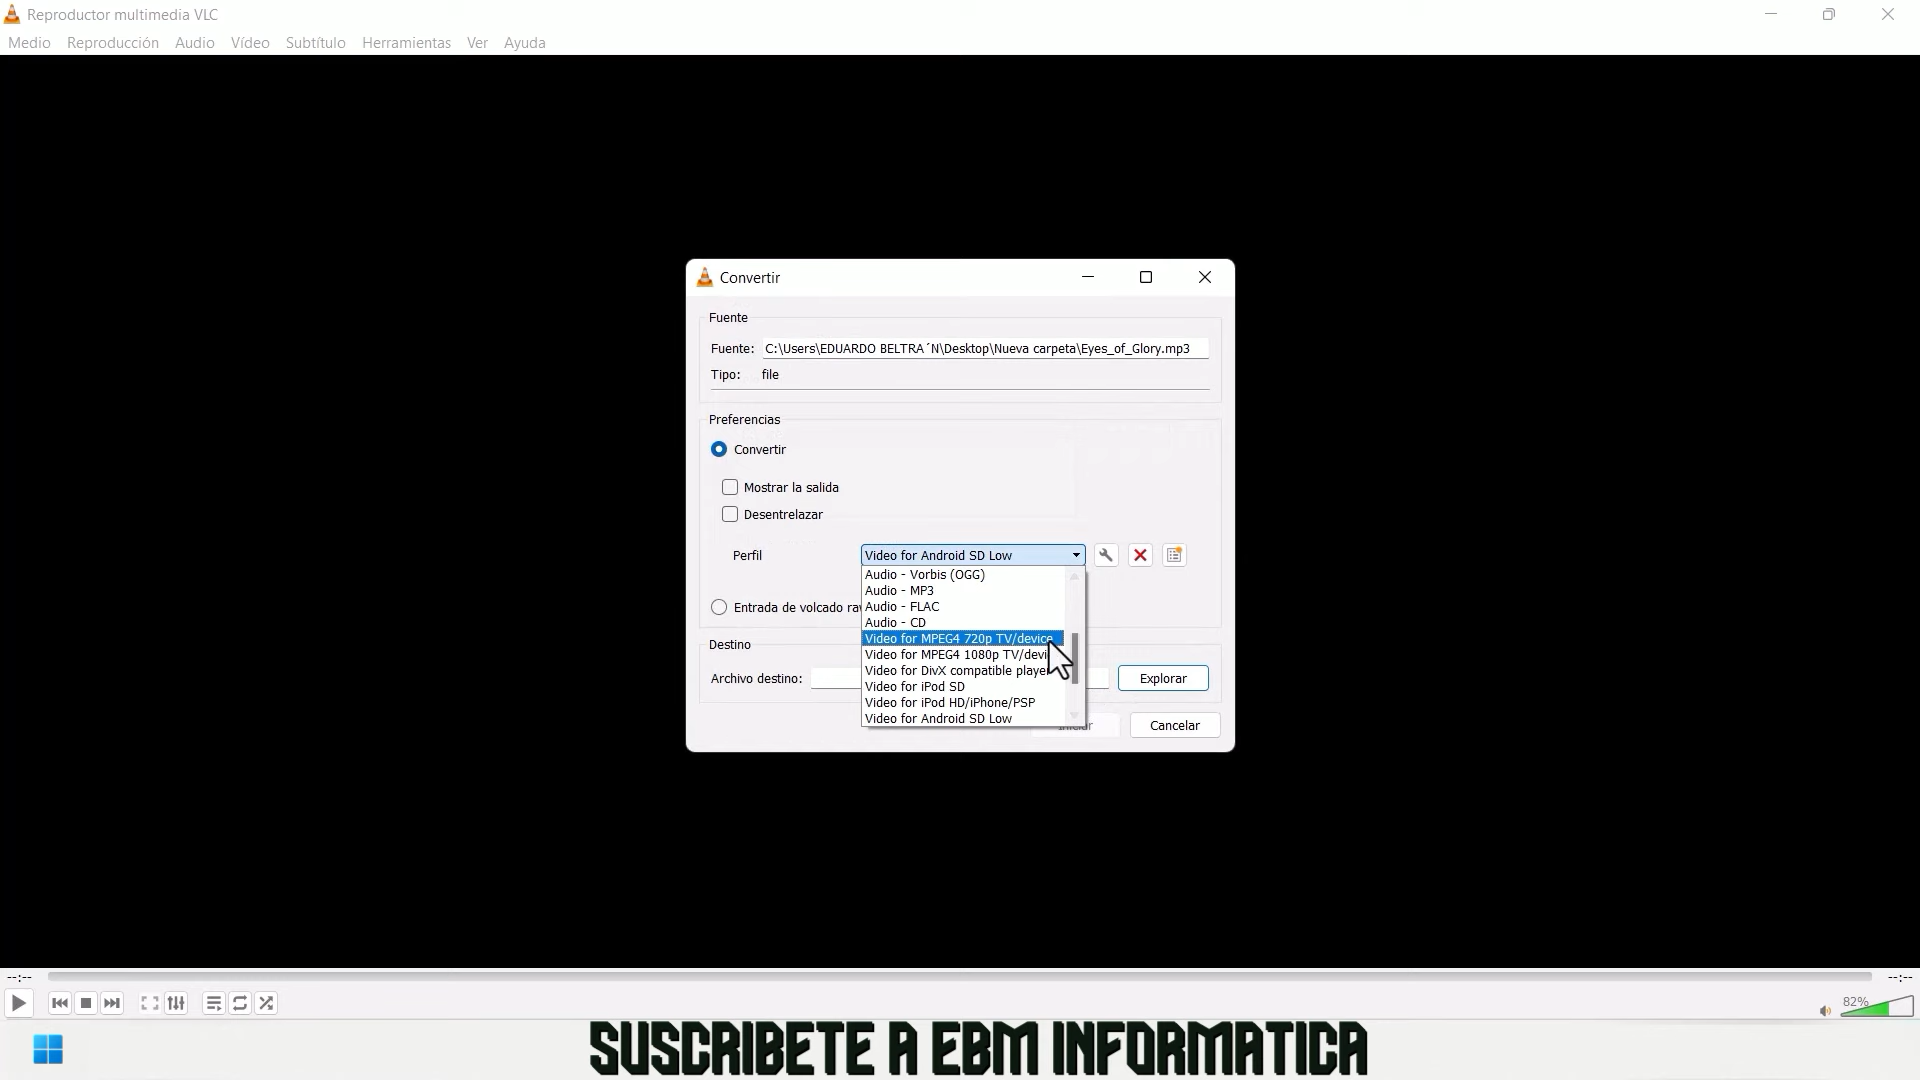 Reproductor multimedia VLC
Medio Reproducción Audio Vídeo Subtítulo Herramientas Ver Ayuda
Convertir
Fuente
Fuente: C:\Users\EDUARDO BELTRA´N\Desktop\Nueva carpeta\Eyes_of_Glory.mp3
Tipo: file
Preferencias
Convertir
Mostrar la salida
Desentrelazar
Perfil Video for Android SD Low
Audio - Vorbis (OGG)
Audio - MP3
Entrada de volcado
Audio - FLAC
Audio - CD
Video for MPEG4 720p TV/device
Destino
Video for MPEG4 1080p TV/devi
Video for DivX compatible player
Archivo destino: Explorar
Video for iPod SD
Video for iPod HD/iPhone/PSP
Video for Android SD Low
Cancelar
--:-- --:--
82%
SUSCRIBETE A EBM INFORMATICA